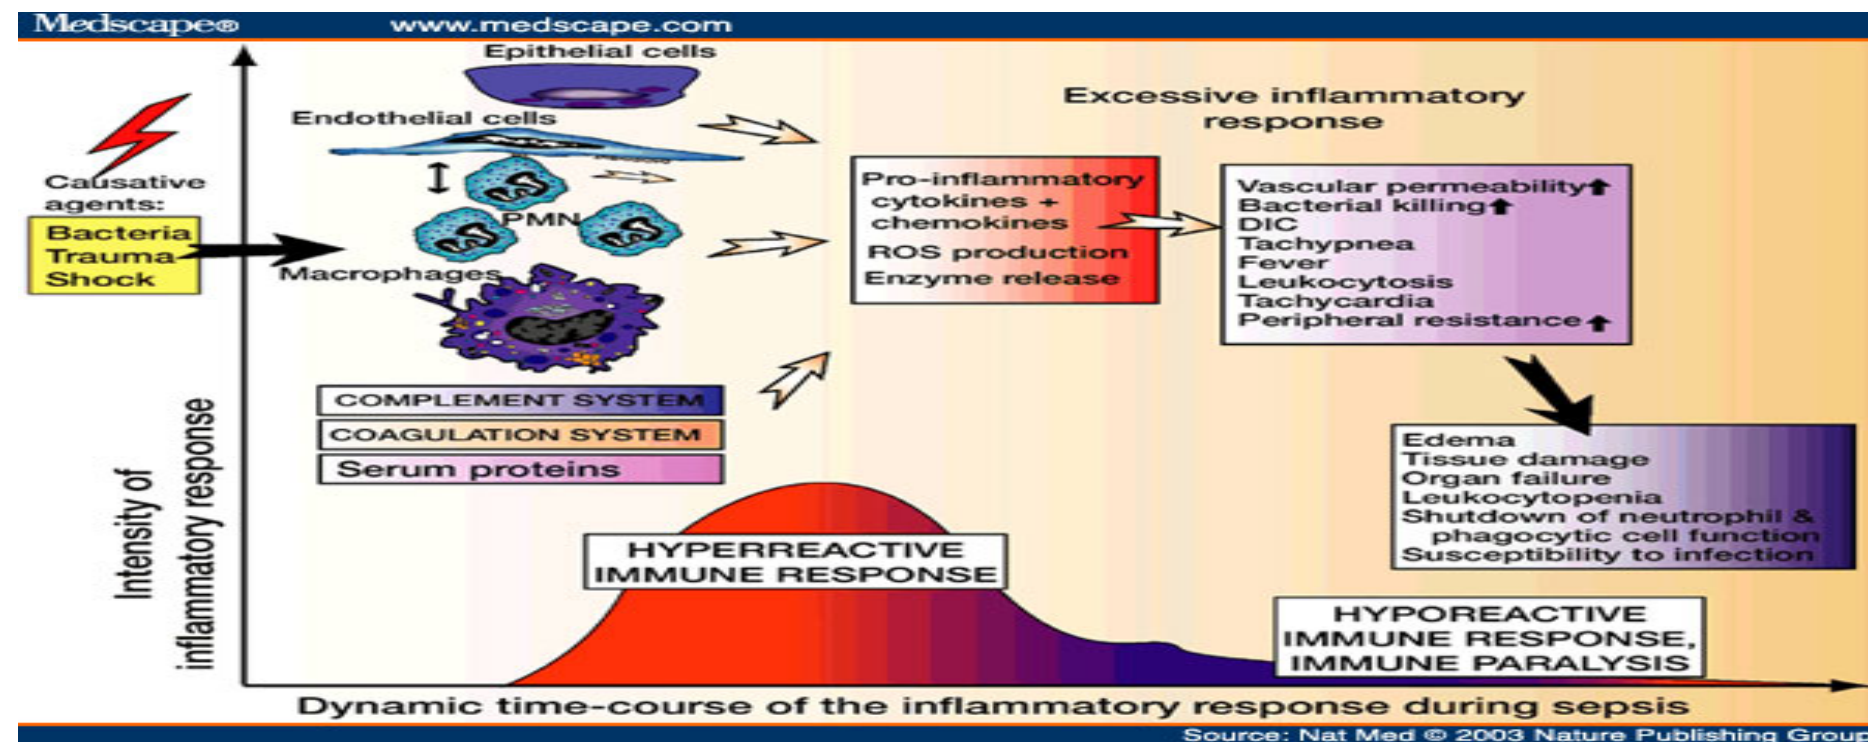 Medscape® www.medscape.com
Epithelial cells
Endothelial cells
PMN
Macrophages
Causative
agents:
Bacteria
Trauma
Shock
COMPLEMENT SYSTEM
COAGULATION SYSTEM
Serum proteins
Excessive inflammatory
response
Pro-inflammatory
cytokines +
chemokines
ROS production
Enzyme release
Vascular permeability
Bacterial killing
DIC
Tachypnea
Fever
Leukocytosis
Tachycardia
Peripheral resistance
Edema
Tissue damage
Organ failure
Leukocytopenia
Shutdown of neutrophil &
phagocytic cell function
Susceptibility to infection
Intensity of
inflammatory response
HYPERREACTIVE
IMMUNE RESPONSE
HYPOREACTIVE
IMMUNE RESPONSE,
IMMUNE PARALYSIS
Dynamic time-course of the inflammatory response during sepsis
Source: Nat Med © 2003 Nature Publishing Group